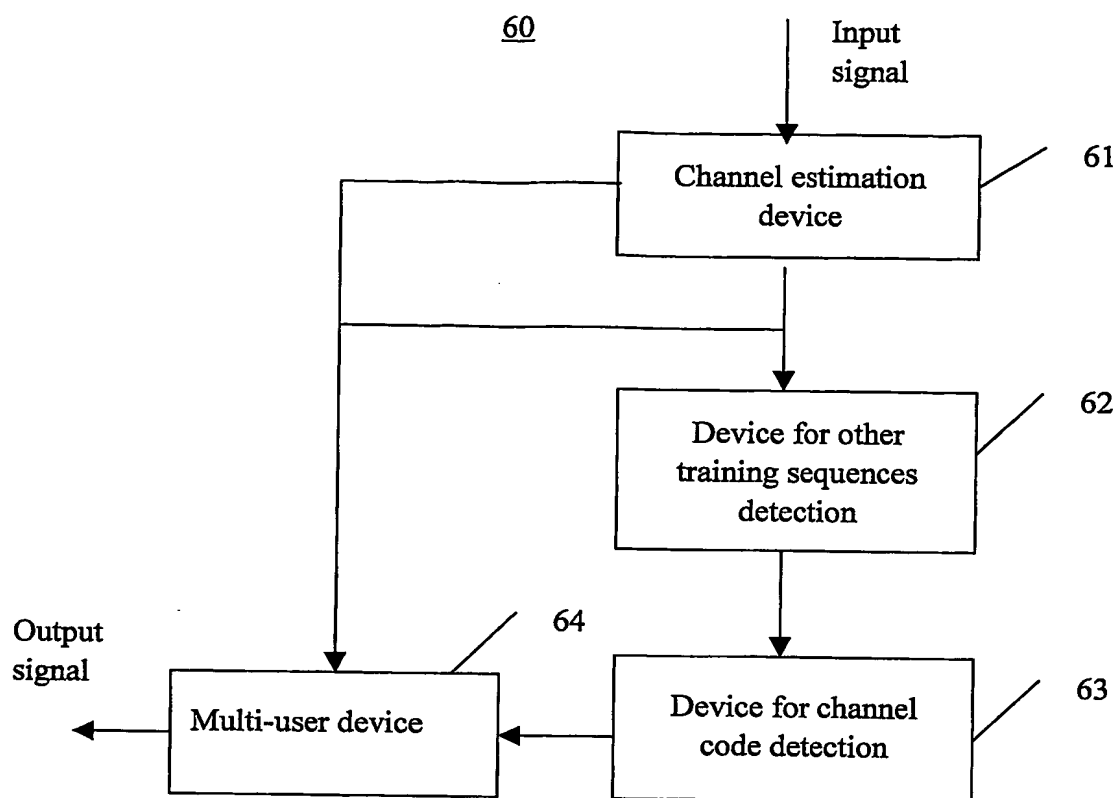 60
Input
signal
61
Channel estimation
device
62
Device for other
training sequences
detection
Output
signal
64
63
Multi-user device
Device for channel
code detection